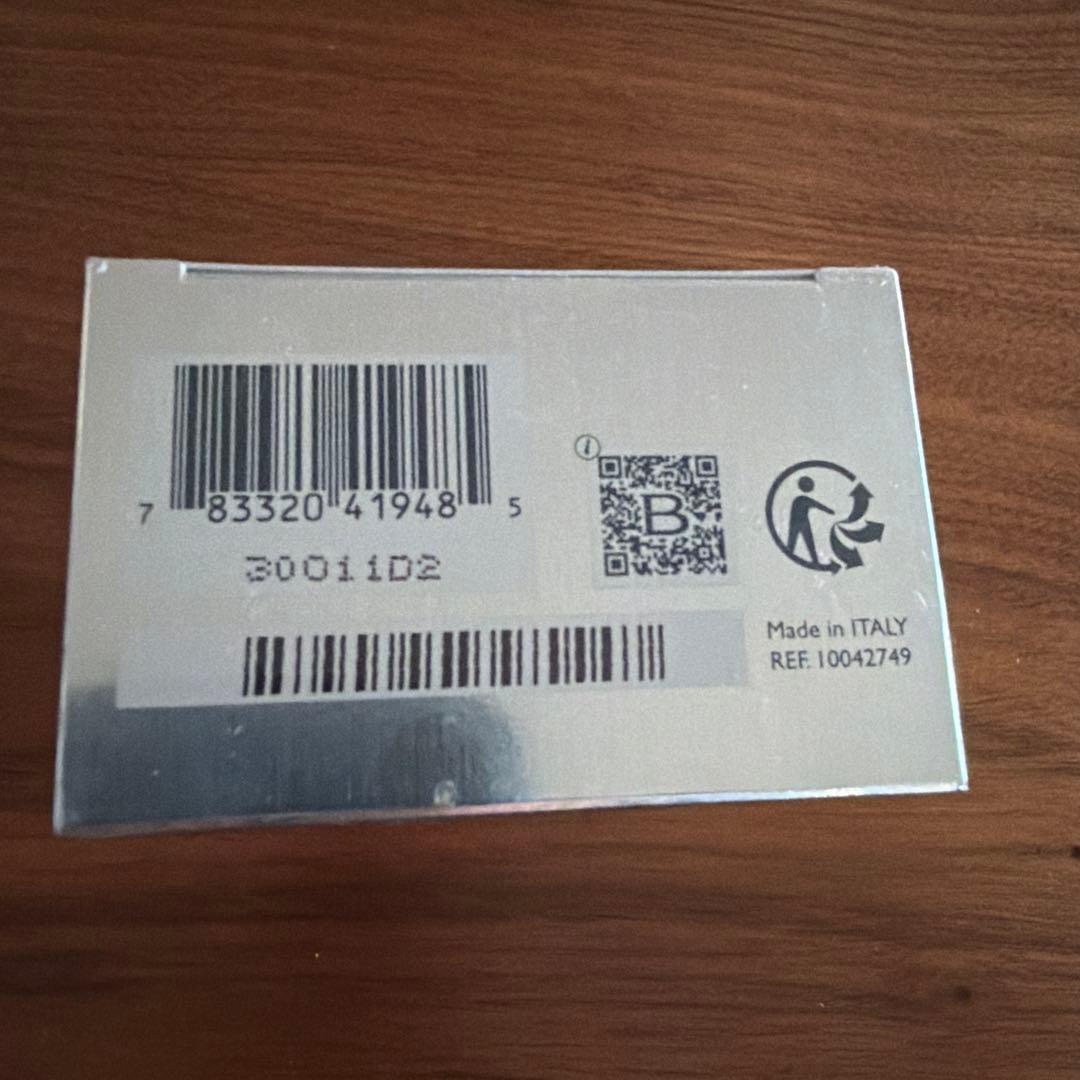 7 83320 41948 5
30011D2
i
B
Made in ITALY
REF. 10042749